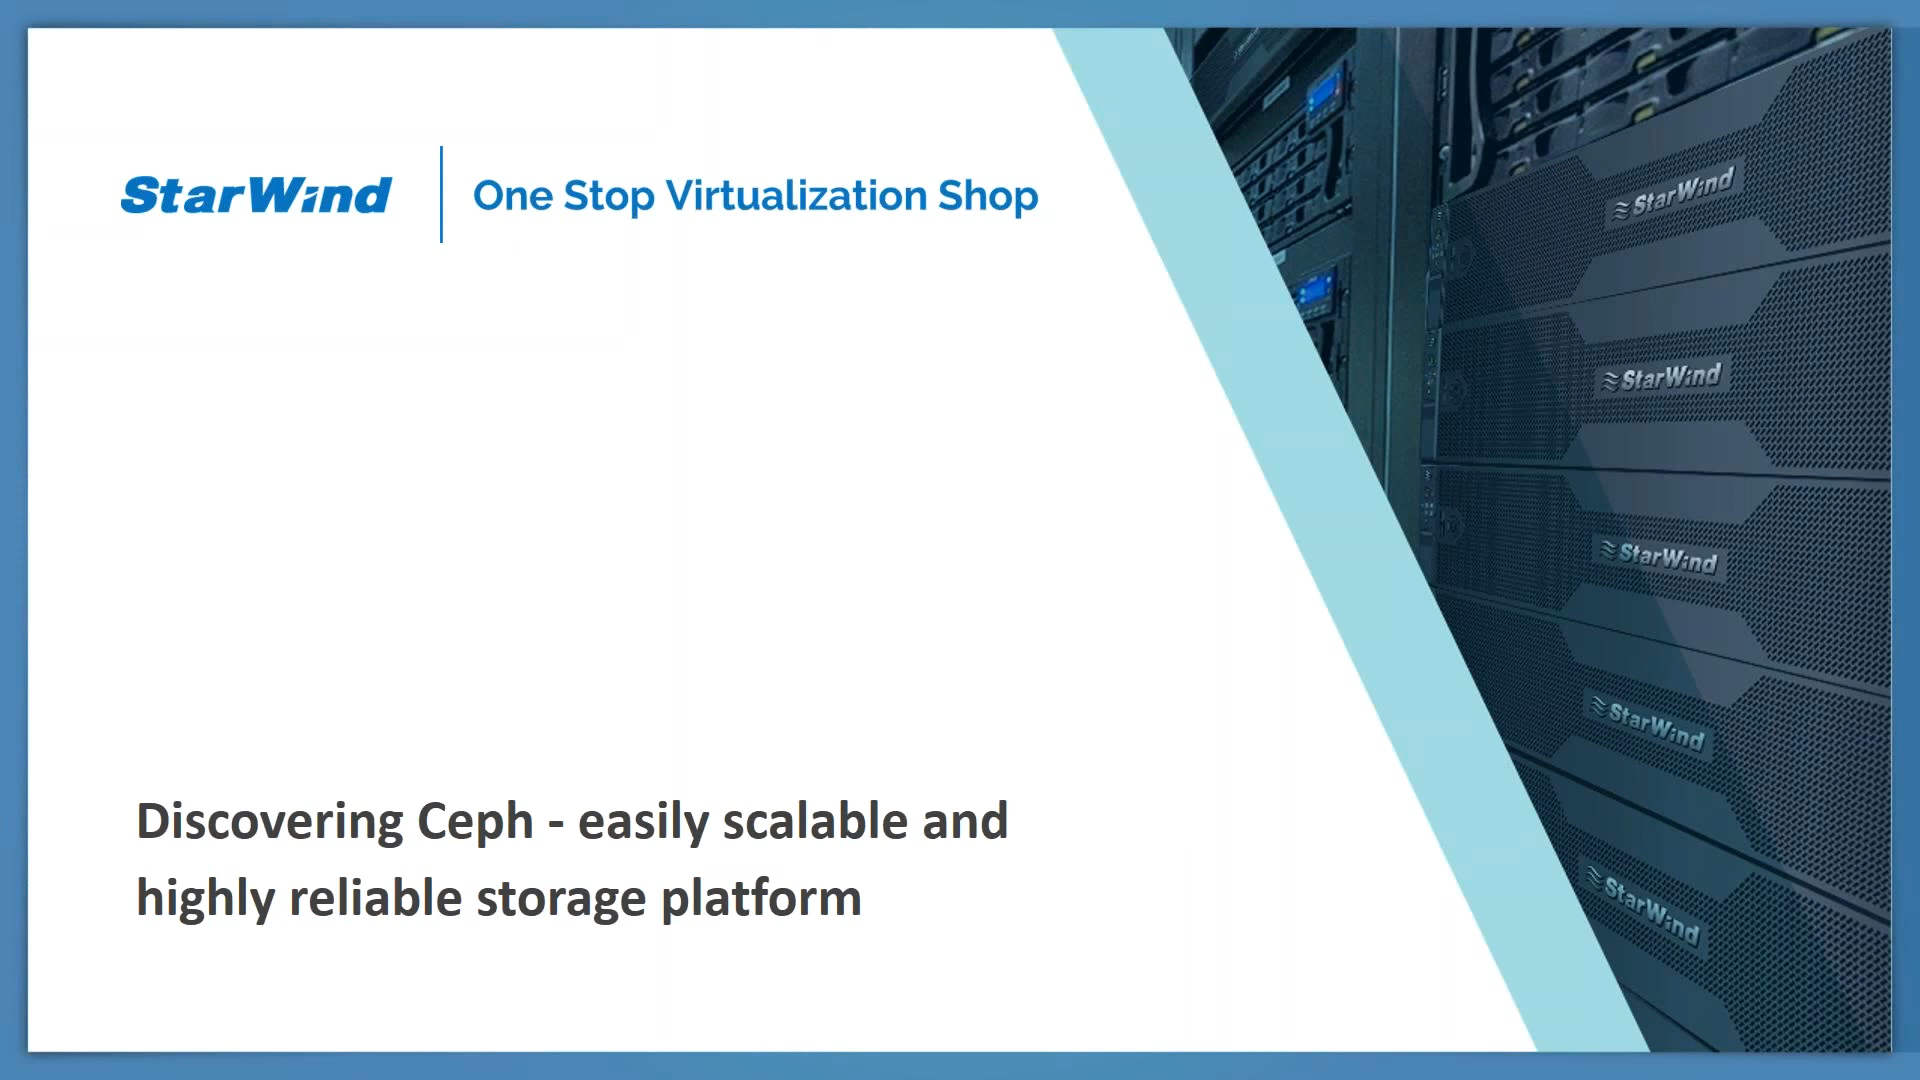 StarWind
One Stop Virtualization Shop
StarWind
StarWind
StarWind
StarWind
StarWind
Discovering Ceph - easily scalable and
highly reliable storage platform